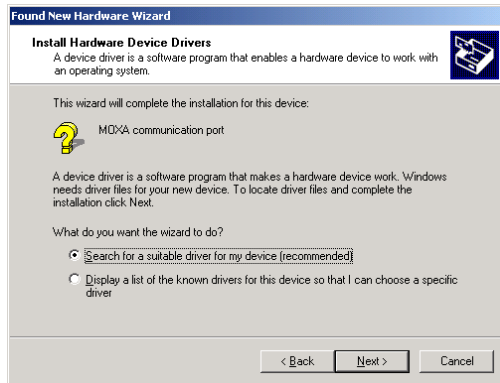 Found New Hardware Wizard
Install Hardware Device Drivers
A device driver is a software program that enables a hardware device to work with
an operating system.
This wizard will complete the installation for this device:
MOXA communication port
A device driver is a software program that makes a hardware device work. Windows
needs driver files for your new device. To locate driver files and complete the
installation click Next.
What do you want the wizard to do?
Search for a suitable driver for my device (recommended)
Display a list of the known drivers for this device so that I can choose a specific
driver
< Back Next > Cancel